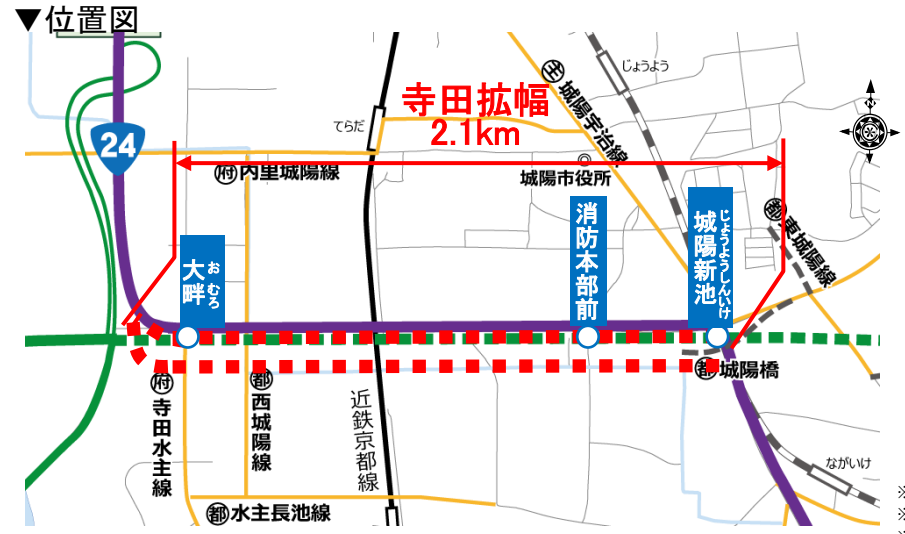 ▼位置図
じょうよう
主 城陽宇治線
寺田拡幅
2.1km
てらだ
24
府 内里城陽線
城陽市役所
都 東城陽線
大畔
おむろ
消防本部前
城陽新池
じょうようしんいけ
都 城陽橋
府 寺田水主線
都 西城陽線
近鉄京都線
ながいけ
都 水主長池線
※
※